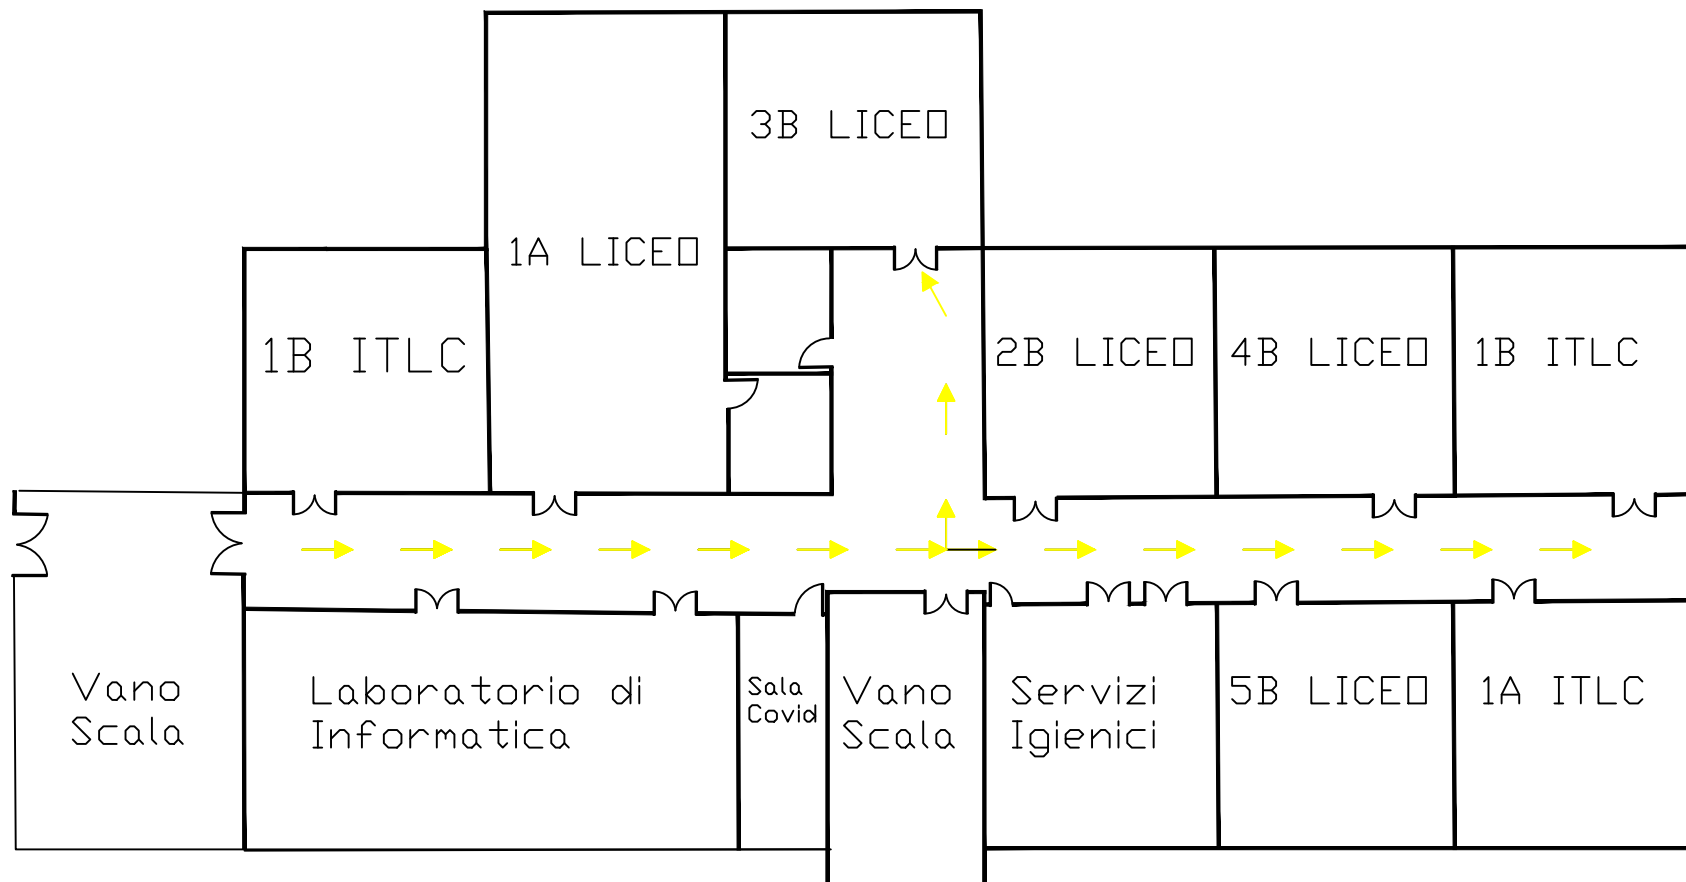 3B LICEO
1A LICEO
1B ITLC
2B LICEO
4B LICEO
1B ITLC
Vano
Scala
Laboratorio di
Informatica
Sala
Covid
Vano
Scala
Servizi
Igienici
5B LICEO
1A ITLC